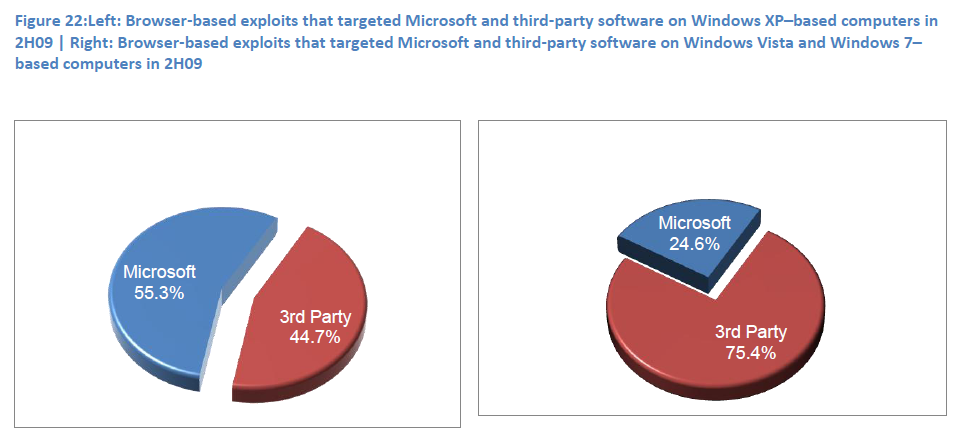 Figure 22:Left: Browser-based exploits that targeted Microsoft and third-party software on Windows XP–based computers in
2H09 | Right: Browser-based exploits that targeted Microsoft and third-party software on Windows Vista and Windows 7–
based computers in 2H09
Microsoft
55.3%
3rd Party
44.7%
Microsoft
24.6%
3rd Party
75.4%